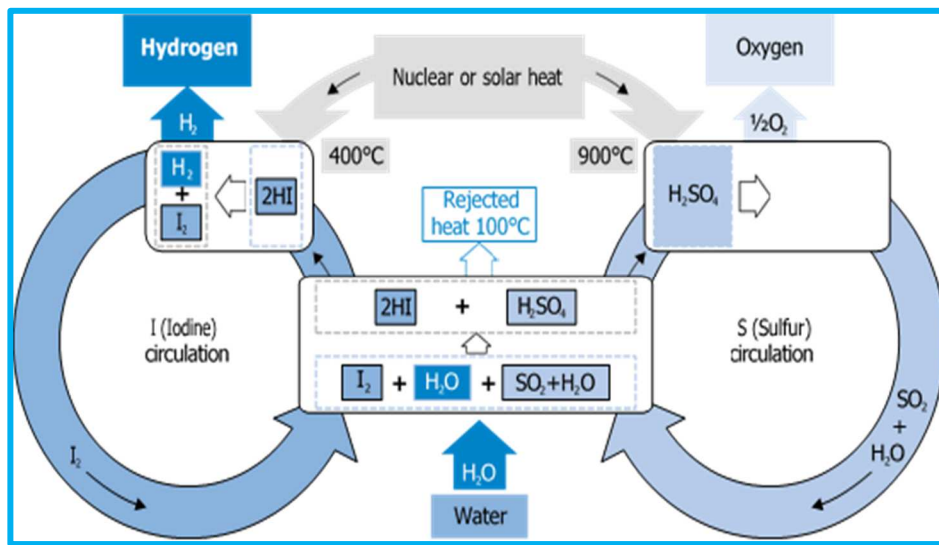 Hydrogen
Oxygen
Nuclear or solar heat
H₂
½O₂
400°C
900°C
H₂
+
I₂
2HI
H₂SO₄
Rejected
heat 100°C
2HI + H₂SO₄
I (Iodine)
circulation
S (Sulfur)
circulation
I₂ + H₂O + SO₂+H₂O
SO₂
+
H₂O
I₂
H₂O
Water